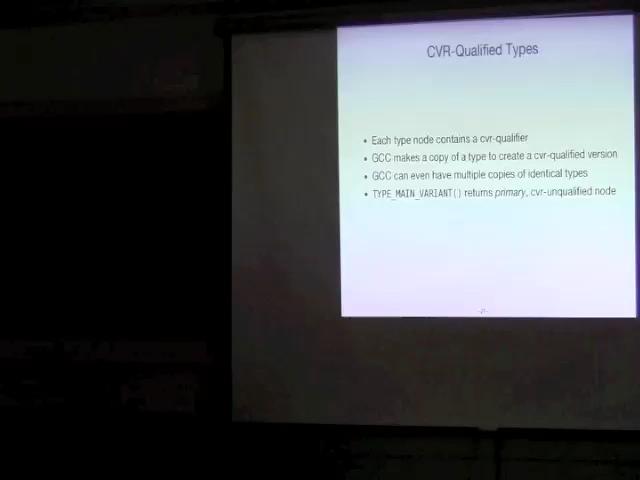 CVR-Qualified Types
• Each type node contains a cvr-qualifier
• GCC makes a copy of a type to create a cvr-qualified version
• GCC can even have multiple copies of identical types
• TYPE_MAIN_VARIANT() returns primary, cvr-unqualified node